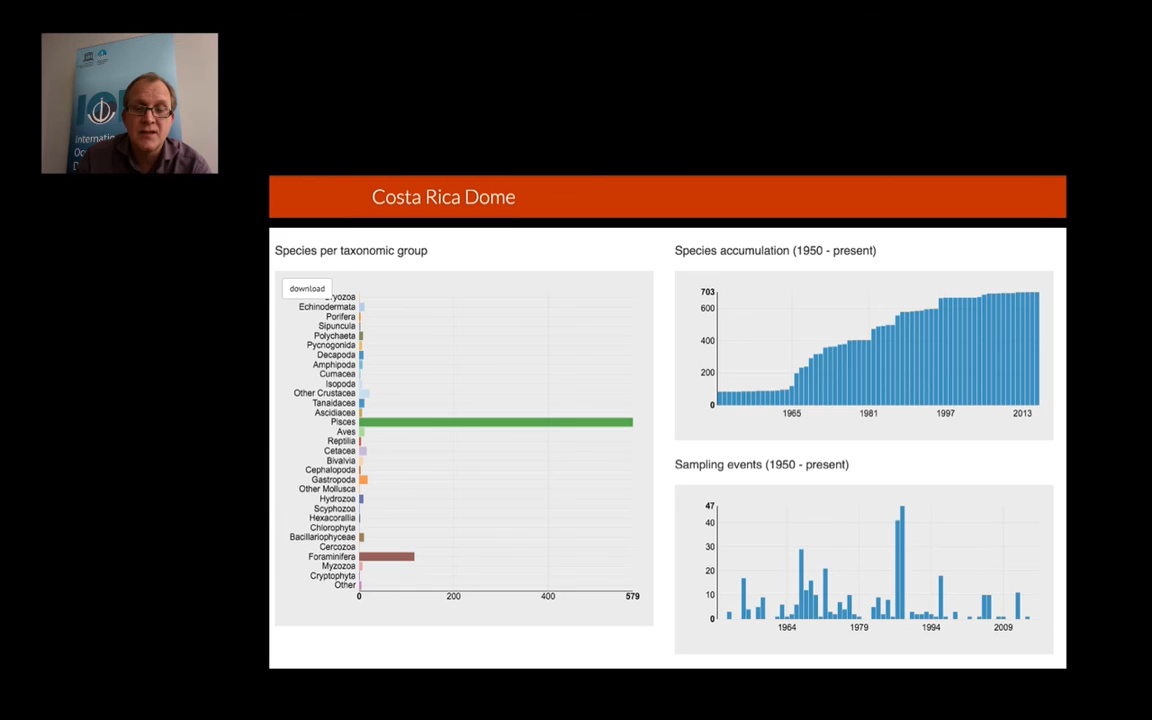 Internati
Oc
D
Costa Rica Dome
Species per taxonomic group
download
ryozoa
Echinodermata
Porifera
Sipuncula
Polychaeta
Pycnogonida
Decapoda
Amphipoda
Cumacea
Isopoda
Other Crustacea
Tanaidacea
Ascidiacea
Pisces
Aves
Reptilia
Cetacea
Bivalvia
Cephalopoda
Gastropoda
Other Mollusca
Hydrozoa
Scyphozoa
Hexacorallia
Chlorophyta
Bacillariophyceae
Cercozoa
Foraminifera
Myzozoa
Cryptophyta
Other
0 200 400 579
Species accumulation (1950 - present)
703
600
400
200
0
1965 1981 1997 2013
Sampling events (1950 - present)
47
40
30
20
10
0
1964 1979 1994 2009